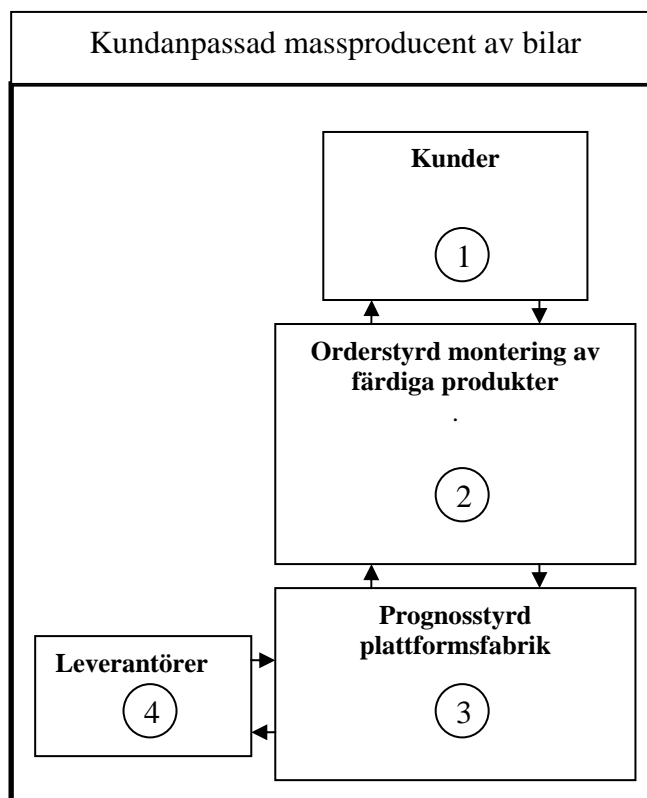 Kundanpassad massproducent av bilar
Kunder
1
Orderstyrd montering av
färdiga produkter
.
2
Prognosstyrd
plattformsfabrik
3
Leverantörer
4